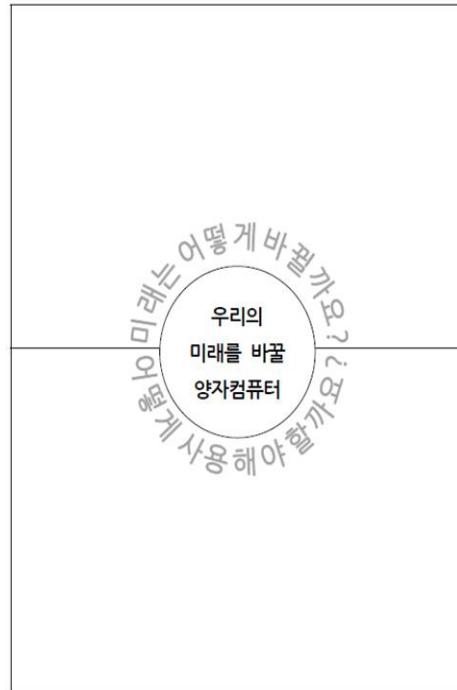 미래는 어떻게 바뀔까요?
우리의
미래를 바꿀
양자컴퓨터
어떻게 사용해야 할까요?